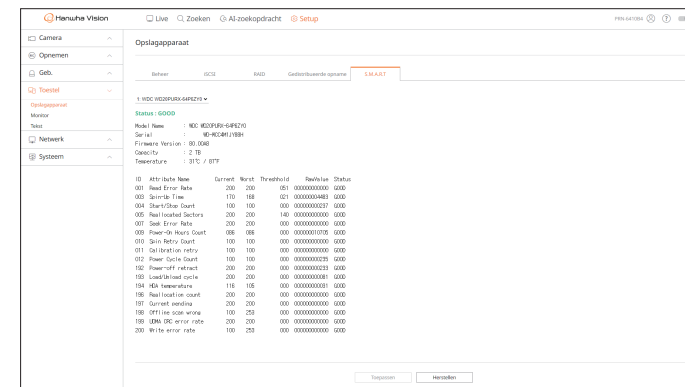 Hanwha Vision
Live Zoeken AI-zoekopdracht Setup
PRN-6410B4
Camera
Opnemen
Geb.
Toestel
Opslagapparaat
Monitor
Tekst
Netwerk
Systeem
Opslagapparaat
Beheer iSCSI RAID Gedistribueerde opname S.M.A.R.T
1: WDC WD20PURX-64P6ZY0
Status : GOOD
Model Name : WDC WD20PURX-64P6ZY0
Serial : WD-WCC4M1JY8BH
Firmware Version : 80.00A8
Capacity : 2 TB
Temperature : 31℃ / 87℉
ID Attribute Name Current Worst Threshhold RawValue Status
001 Read Error Rate 200 200 051 000000000000 GOOD
003 Spin-Up Time 170 168 021 000000004483 GOOD
004 Start/Stop Count 100 100 000 000000000237 GOOD
005 Reallocated Sectors 200 200 140 000000000000 GOOD
007 Seek Error Rate 200 200 000 000000000000 GOOD
009 Power-On Hours Count 086 086 000 000000010705 GOOD
010 Spin Retry Count 100 100 000 000000000000 GOOD
011 Calibration retry 100 100 000 000000000000 GOOD
012 Power Cycle Count 100 100 000 000000000235 GOOD
192 Power-off retract 200 200 000 000000000233 GOOD
193 Load/Unload cycle 200 200 000 000000000081 GOOD
194 HDA temperature 116 105 000 000000000031 GOOD
196 Reallocation count 200 200 000 000000000000 GOOD
197 Current pending 200 200 000 000000000000 GOOD
198 Offline scan wrong 100 253 000 000000000000 GOOD
199 UDMA CRC error rate 200 200 000 000000000000 GOOD
200 Write error rate 100 253 000 000000000000 GOOD
Toepassen Herstellen